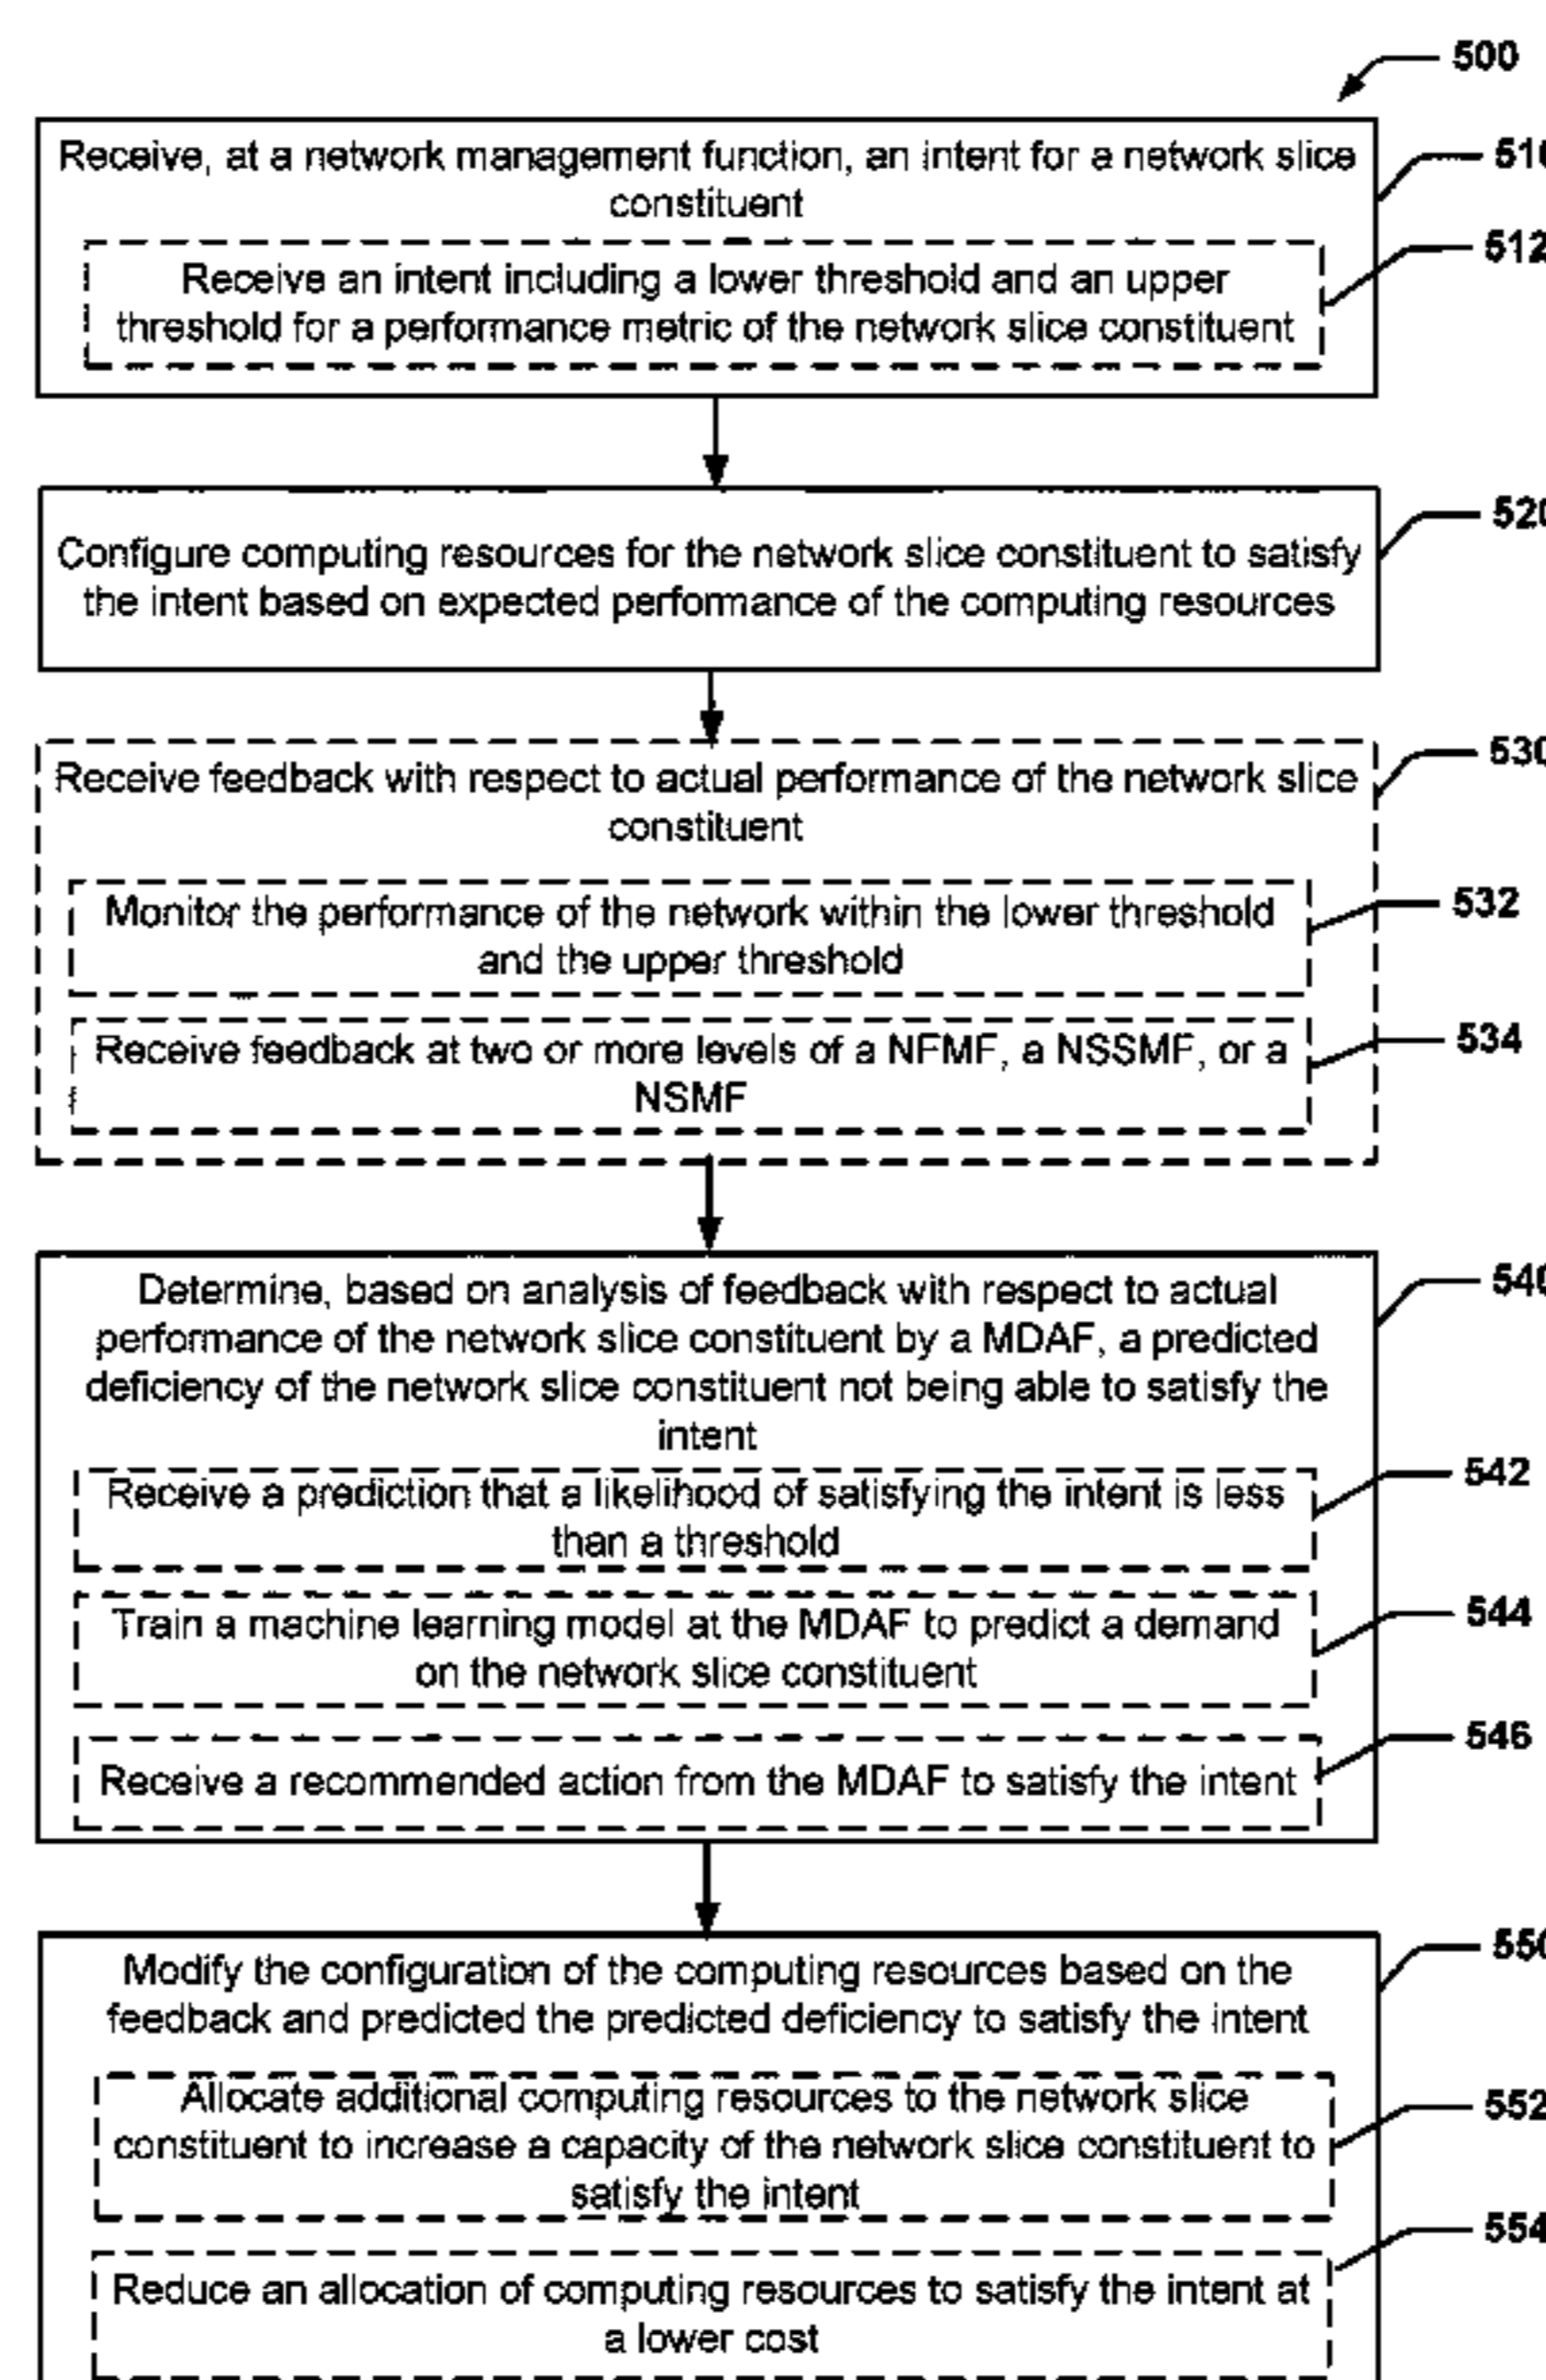 500
Receive, at a network management function, an intent for a network slice
constituent
510
Receive an intent including a lower threshold and an upper
threshold for a performance metric of the network slice constituent
512
Configure computing resources for the network slice constituent to satisfy
the intent based on expected performance of the computing resources
520
Receive feedback with respect to actual performance of the network slice
constituent
530
Monitor the performance of the network within the lower threshold
and the upper threshold
532
Receive feedback at two or more levels of a NFMF, a NSSMF, or a
NSMF
534
Determine, based on analysis of feedback with respect to actual
performance of the network slice constituent by a MDAF, a predicted
deficiency of the network slice constituent not being able to satisfy the
intent
540
Receive a prediction that a likelihood of satisfying the intent is less
than a threshold
542
Train a machine learning model at the MDAF to predict a demand
on the network slice constituent
544
Receive a recommended action from the MDAF to satisfy the intent
546
Modify the configuration of the computing resources based on the
feedback and predicted the predicted deficiency to satisfy the intent
550
Allocate additional computing resources to the network slice
constituent to increase a capacity of the network slice constituent to
satisfy the intent
552
Reduce an allocation of computing resources to satisfy the intent at
a lower cost
554